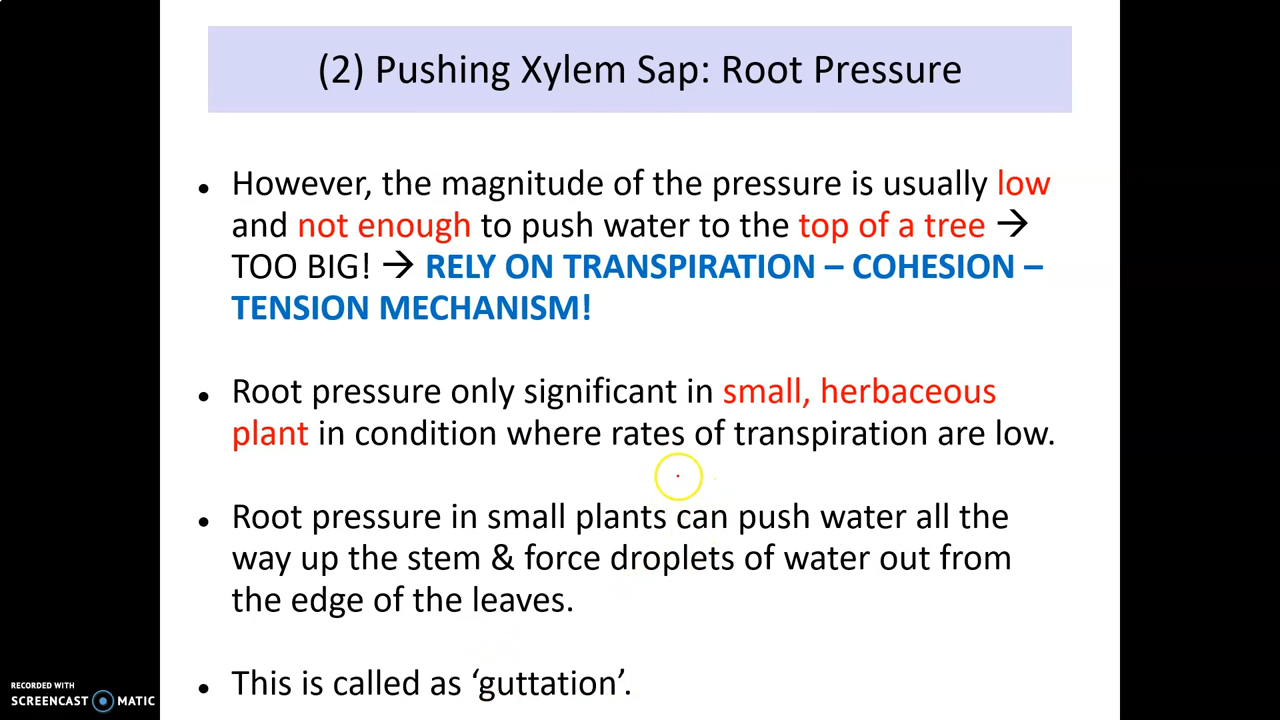 (2) Pushing Xylem Sap: Root Pressure
• However, the magnitude of the pressure is usually low
and not enough to push water to the top of a tree →
TOO BIG! → RELY ON TRANSPIRATION – COHESION –
TENSION MECHANISM!
• Root pressure only significant in small, herbaceous
plant in condition where rates of transpiration are low.
• Root pressure in small plants can push water all the
way up the stem & force droplets of water out from
the edge of the leaves.
• This is called as ‘guttation’.
RECORDED WITH
SCREENCAST MATIC